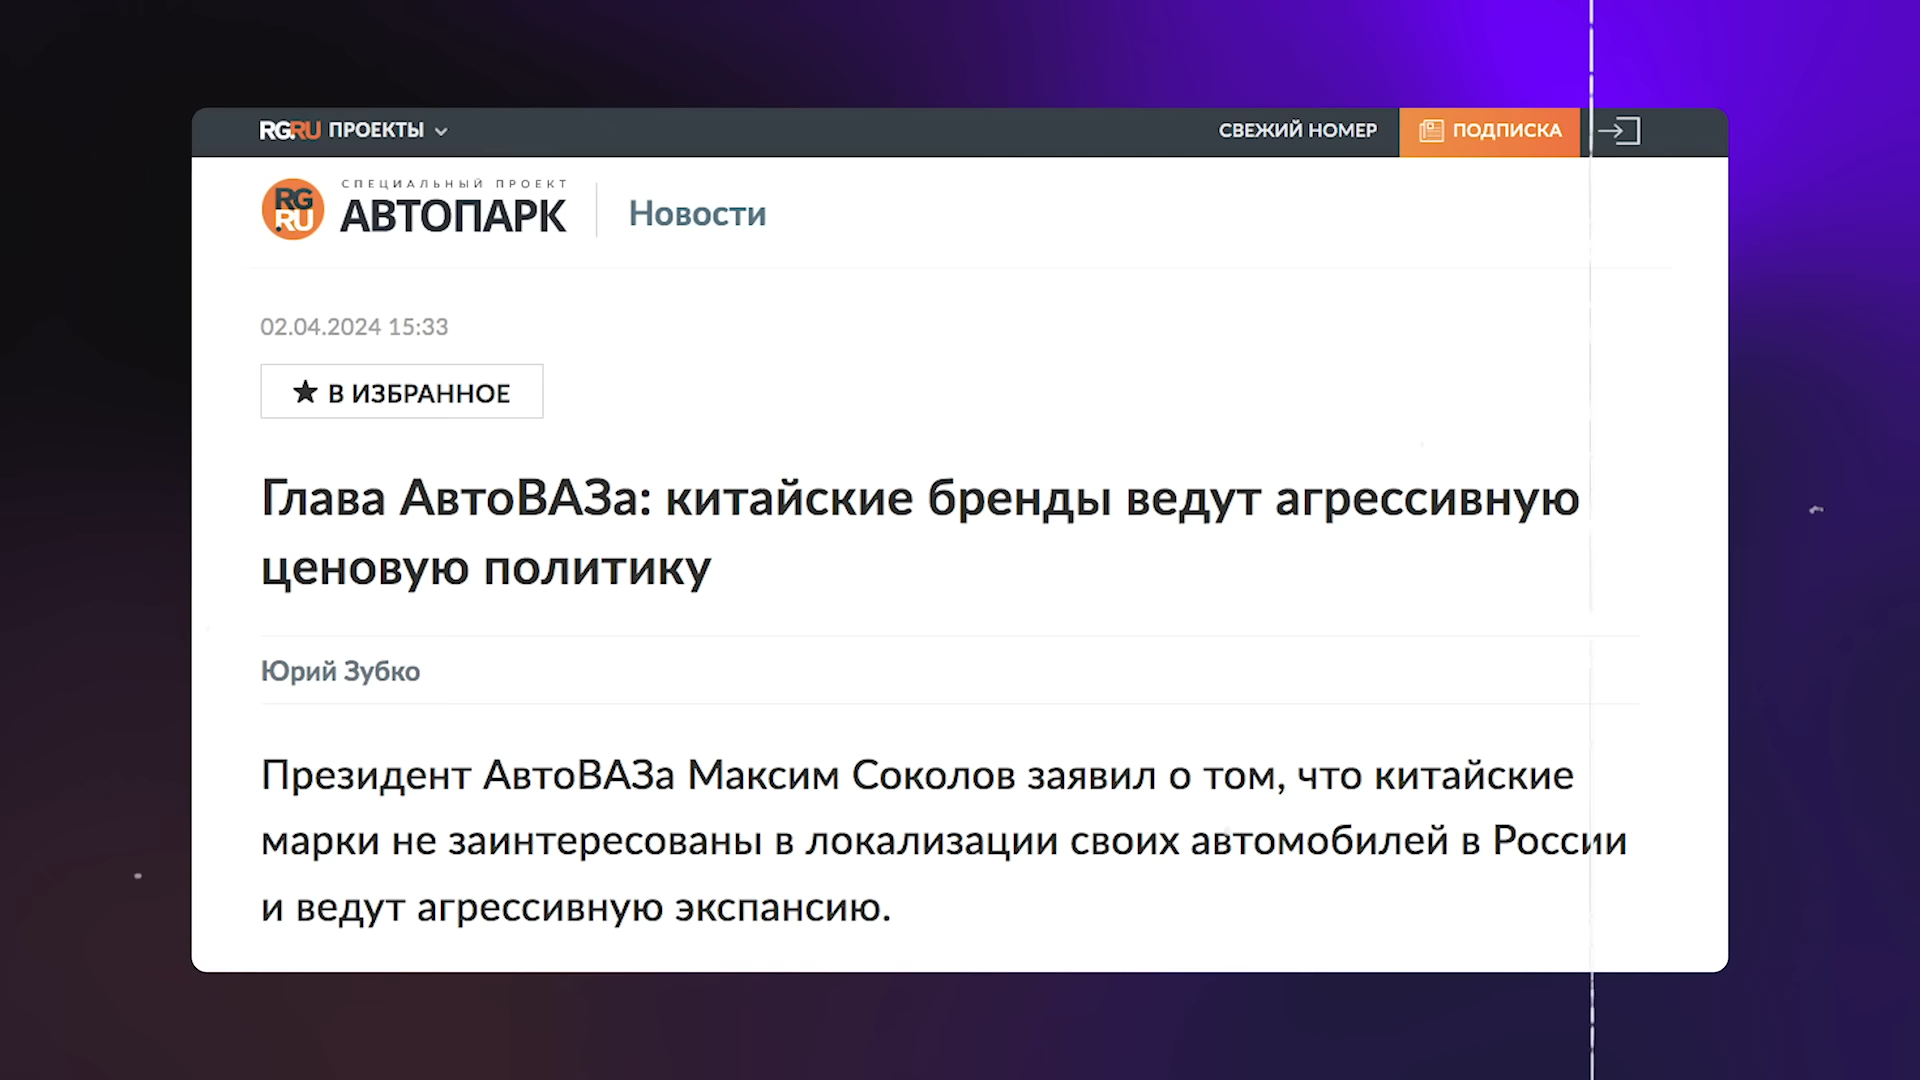 RG.RU ПРОЕКТЫ
СВЕЖИЙ НОМЕР
ПОДПИСКА
RG
.RU
СПЕЦИАЛЬНЫЙ ПРОЕКТ
АВТОПАРК
Новости
02.04.2024 15:33
★ В ИЗБРАННОЕ
Глава АвтоВАЗа: китайские бренды ведут агрессивную
ценовую политику
Юрий Зубко
Президент АвтоВАЗа Максим Соколов заявил о том, что китайские
марки не заинтересованы в локализации своих автомобилей в России
и ведут агрессивную экспансию.